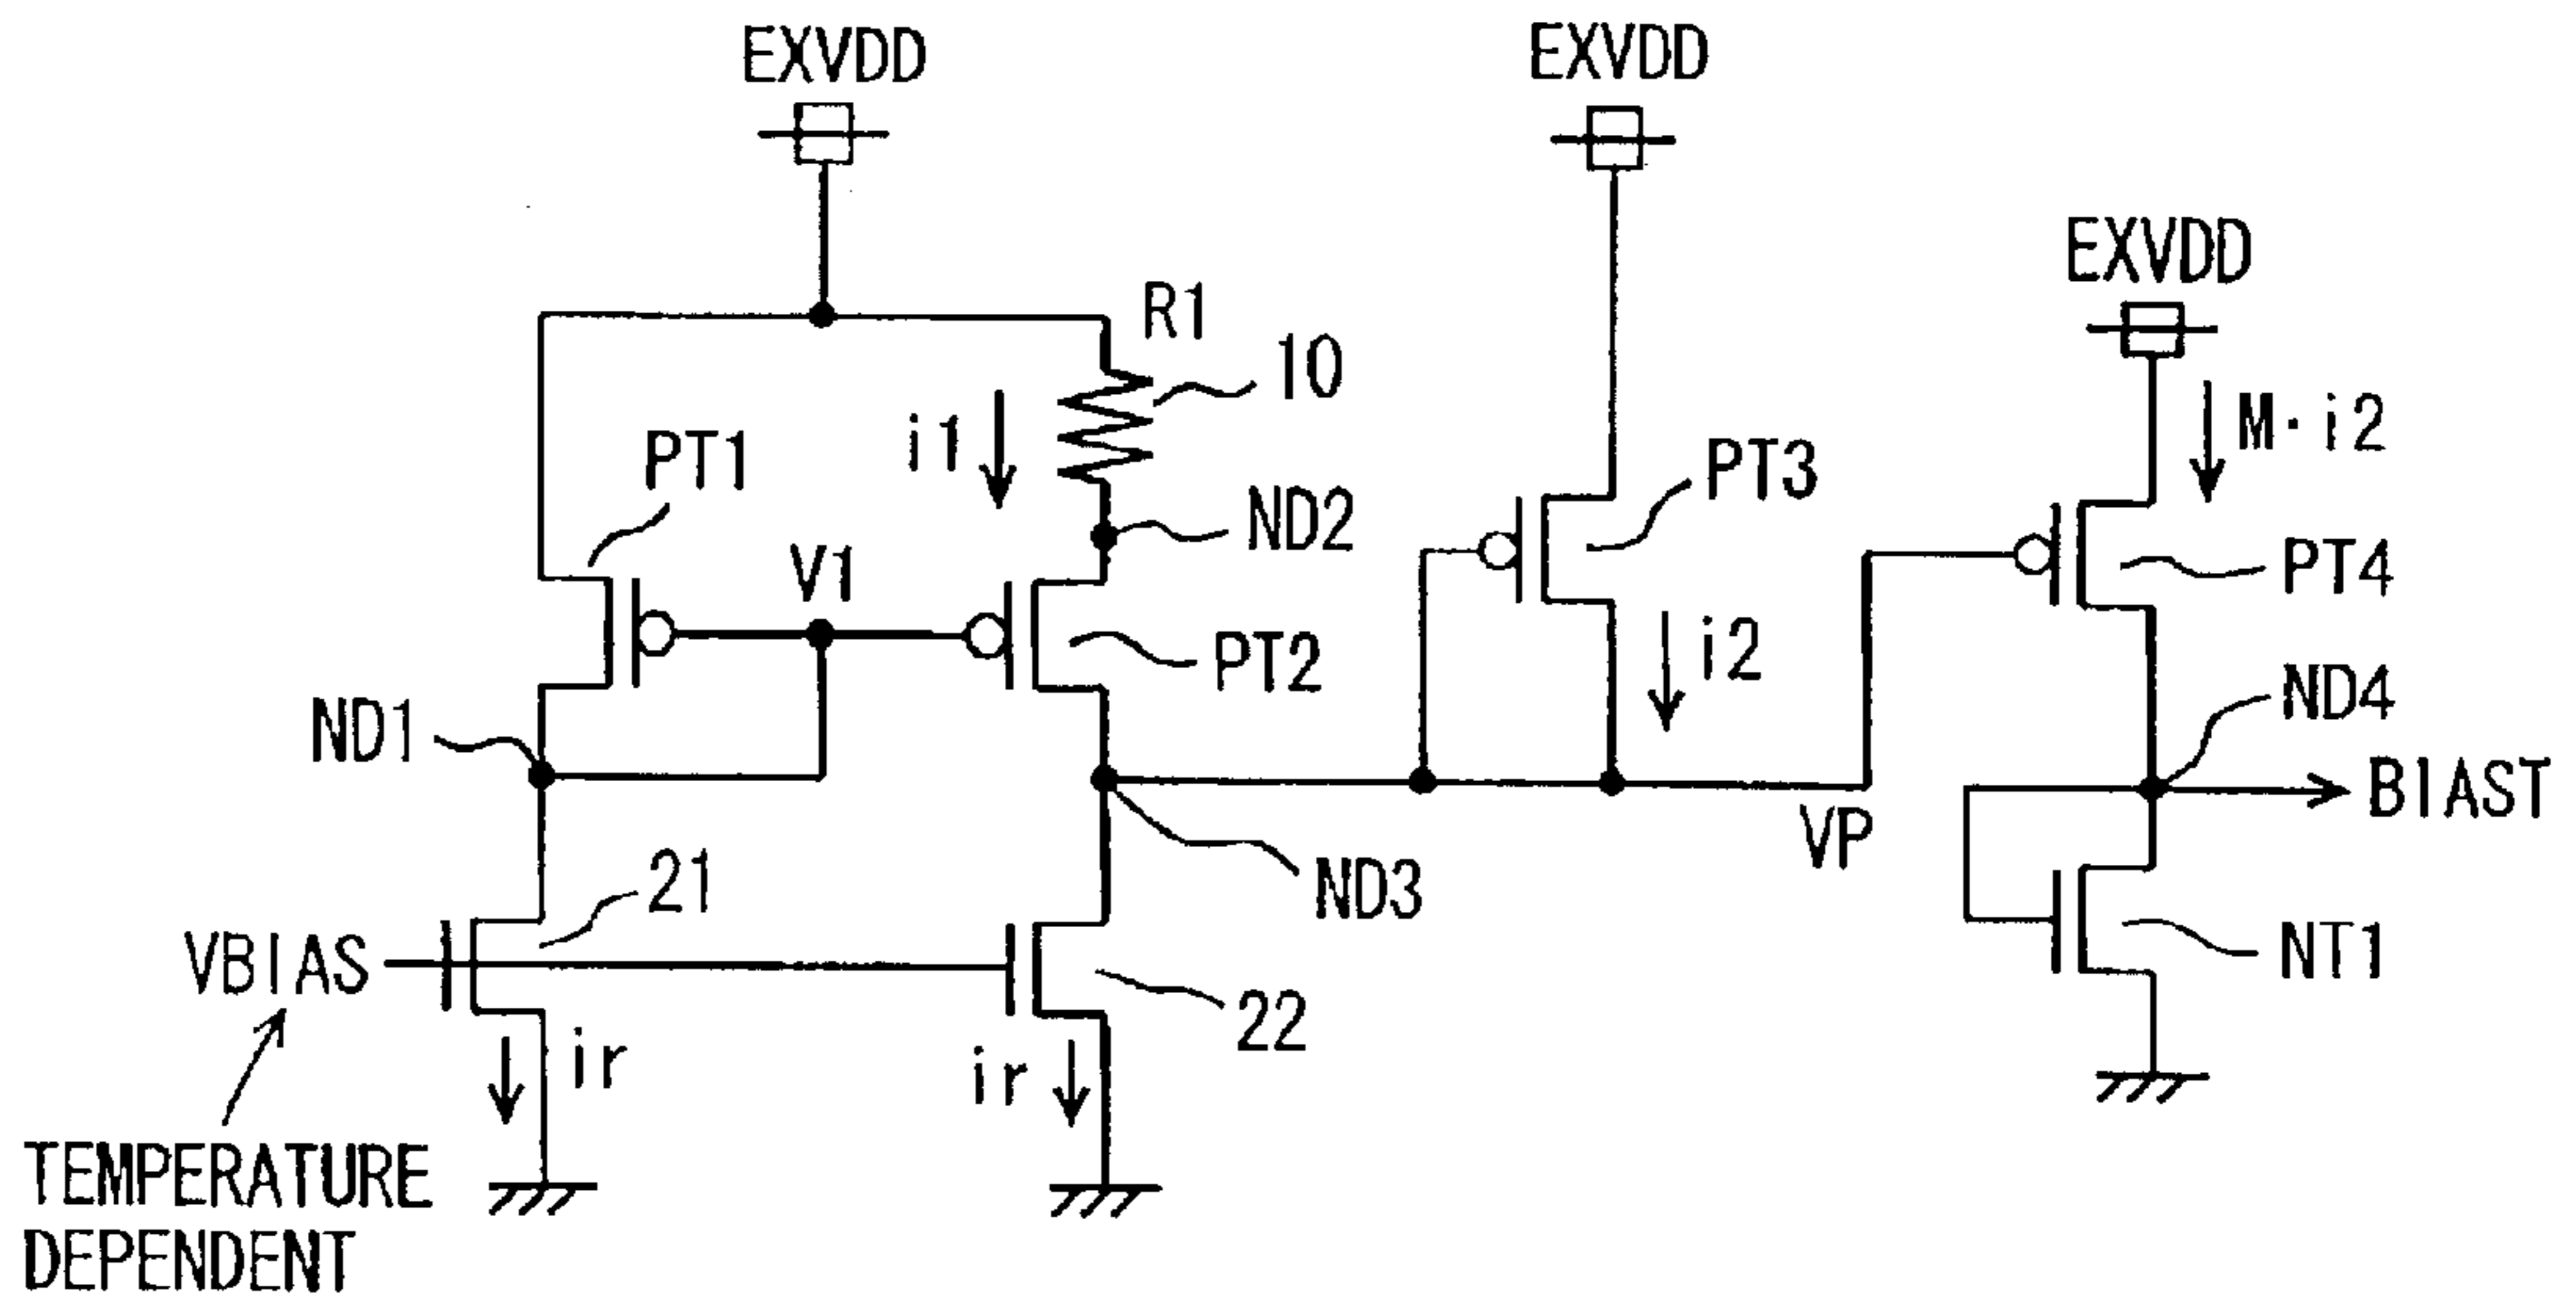 EXVDD
EXVDD
EXVDD
R1
10
i1
M·i2
PT1
PT3
ND2
V1
PT4
PT2
i2
ND1
ND4
BIAST
VP
21
ND3
VBIAS
NT1
22
ir
ir
TEMPERATURE
DEPENDENT